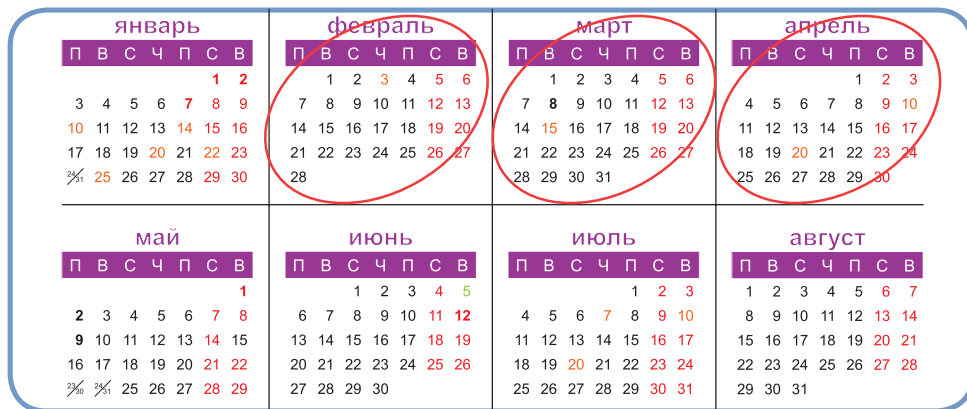 январь февраль март апрель
П В С Ч П С В П В С Ч П С В П В С Ч П С В П В С Ч П С В
1 2 1 2 3 4 5 6 1 2 3 4 5 6 1 2 3
3 4 5 6 7 8 9 7 8 9 10 11 12 13 7 8 9 10 11 12 13 4 5 6 7 8 9 10
10 11 12 13 14 15 16 14 15 16 17 18 19 20 14 15 16 17 18 19 20 11 12 13 14 15 16 17
17 18 19 20 21 22 23 21 22 23 24 25 26 27 21 22 23 24 25 26 27 18 19 20 21 22 23 24
24/31 25 26 27 28 29 30 28 28 29 30 31 25 26 27 28 29 30
май июнь июль август
П В С Ч П С В П В С Ч П С В П В С Ч П С В П В С Ч П С В
1 1 2 3 4 5 1 2 3 1 2 3 4 5 6 7
2 3 4 5 6 7 8 6 7 8 9 10 11 12 4 5 6 7 8 9 10 8 9 10 11 12 13 14
9 10 11 12 13 14 15 13 14 15 16 17 18 19 11 12 13 14 15 16 17 15 16 17 18 19 20 21
16 17 18 19 20 21 22 20 21 22 23 24 25 26 18 19 20 21 22 23 24 22 23 24 25 26 27 28
23/30 24/31 25 26 27 28 29 27 28 29 30 25 26 27 28 29 30 31 29 30 31